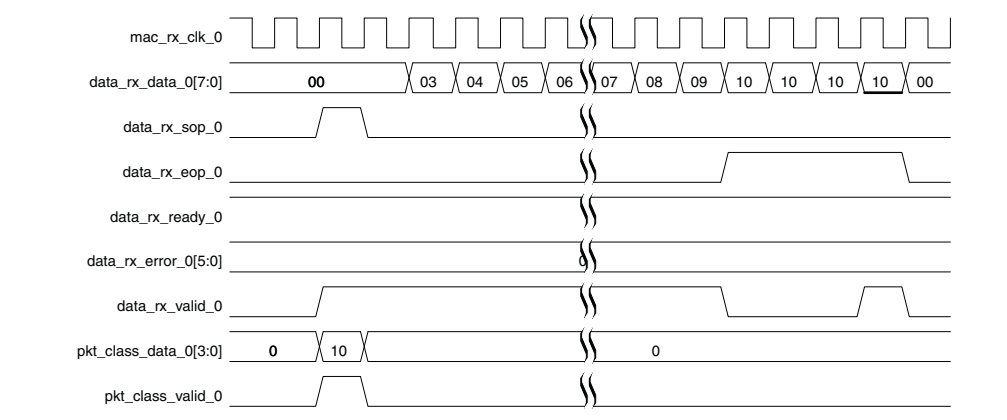 mac_rx_clk_0
data_rx_data_0[7:0] 00 03 04 05 06 07 08 09 10 10 10 10 00
data_rx_sop_0
data_rx_eop_0
data_rx_ready_0
data_rx_error_0[5:0] 0
data_rx_valid_0
pkt_class_data_0[3:0] 0 10 0
pkt_class_valid_0